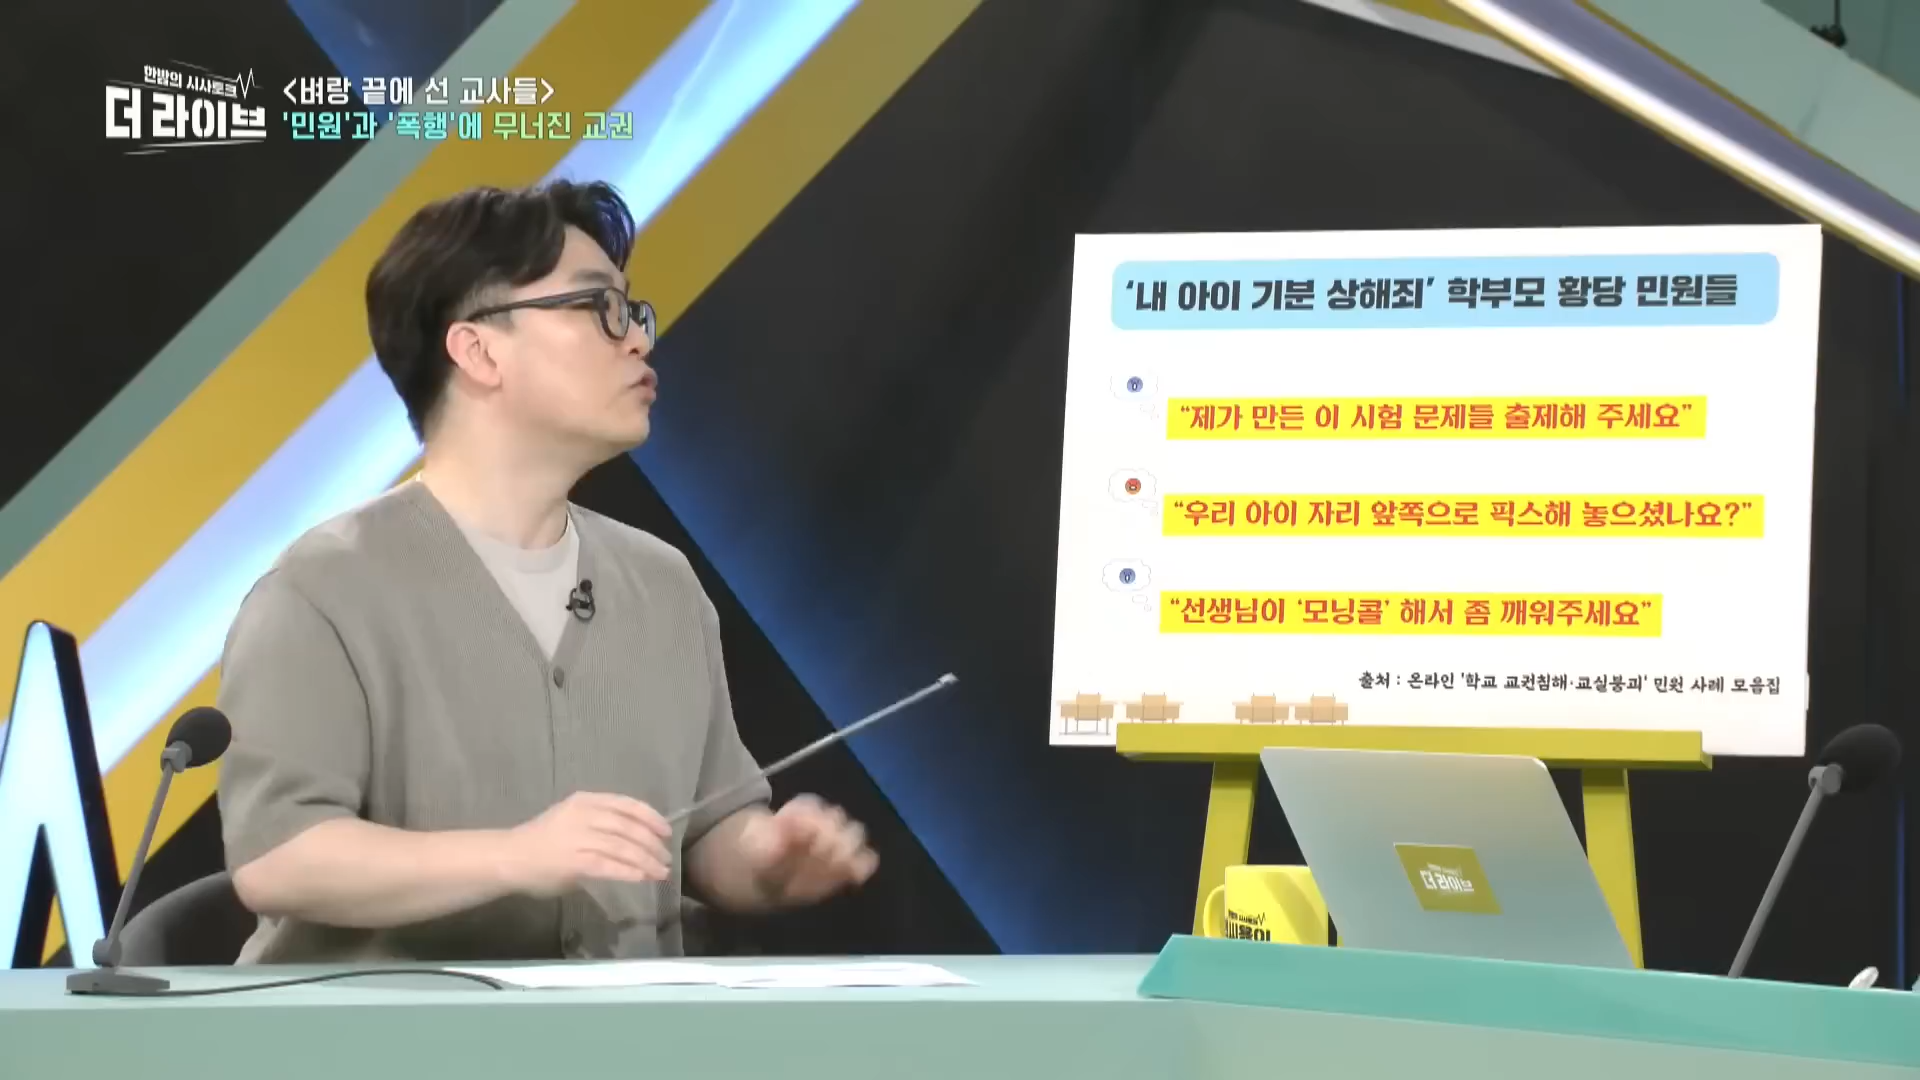 한밤의 시사토크
더 라이브
<벼랑 끝에 선 교사들>
'민원'과 '폭행'에 무너진 교권
‘내 아이 기분 상해죄’ 학부모 황당 민원들
“제가 만든 이 시험 문제들 출제해 주세요”
“우리 아이 자리 앞쪽으로 픽스해 놓으셨나요?”
“선생님이 ‘모닝콜’ 해서 좀 깨워주세요”
출처 : 온라인 '학교 교권침해·교실붕괴' 민원 사례 모음집
더 라이브